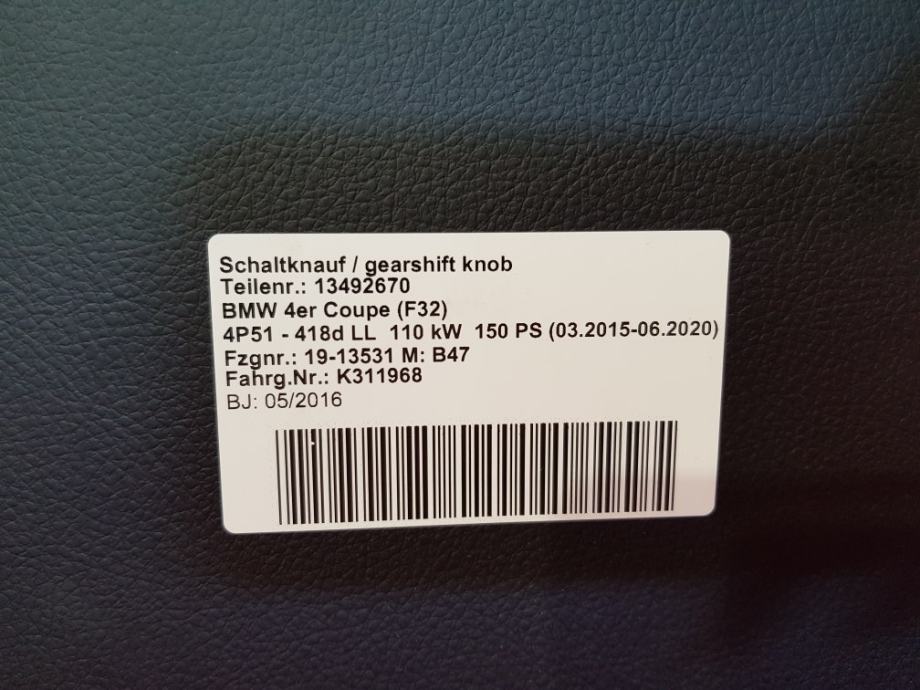 Schaltknauf / gearshift knob
Teilenr.: 13492670
BMW 4er Coupe (F32)
4P51 - 418d LL 110 kW 150 PS (03.2015-06.2020)
Fzgnr.: 19-13531 M: B47
Fahrg.Nr.: K311968
BJ: 05/2016